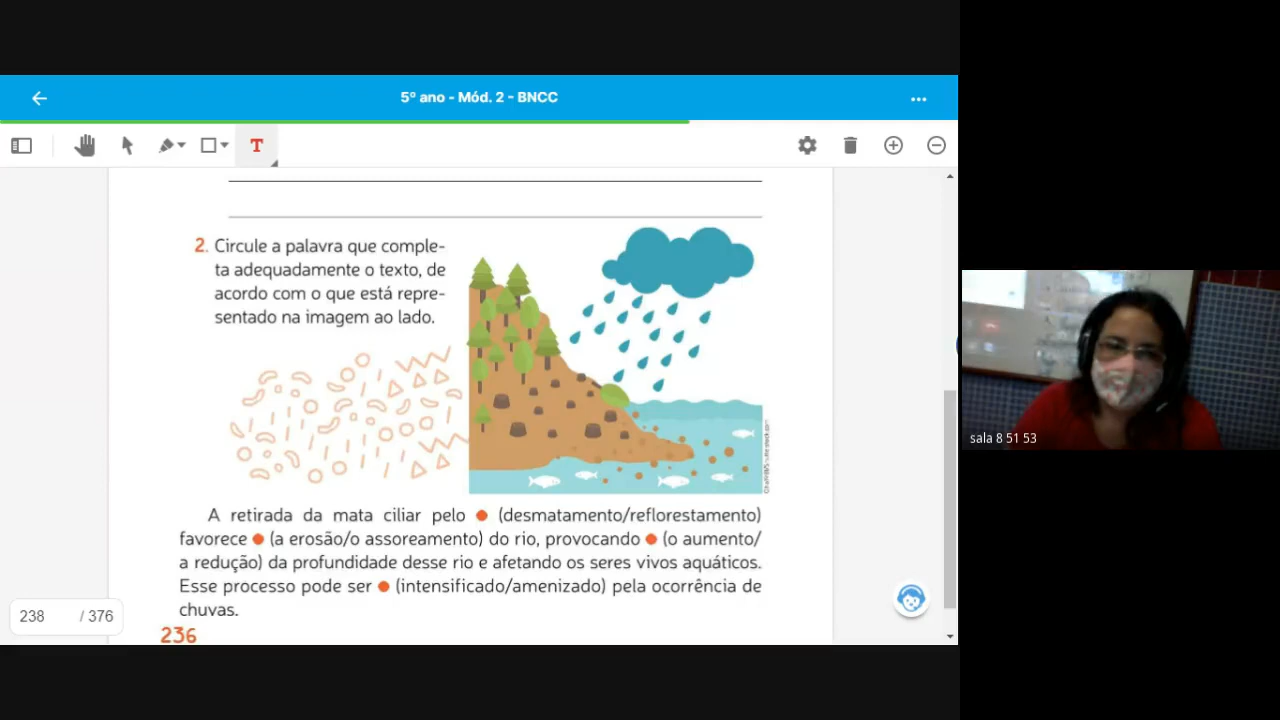 5º ano - Mód. 2 - BNCC
T
2. Circule a palavra que comple-
ta adequadamente o texto, de
acordo com o que está repre-
sentado na imagem ao lado.
A retirada da mata ciliar pelo ● (desmatamento/reflorestamento)
favorece ● (a erosão/o assoreamento) do rio, provocando ● (o aumento/
a redução) da profundidade desse rio e afetando os seres vivos aquáticos.
Esse processo pode ser ● (intensificado/amenizado) pela ocorrência de
chuvas.
236
238 / 376
sala 8 51 53